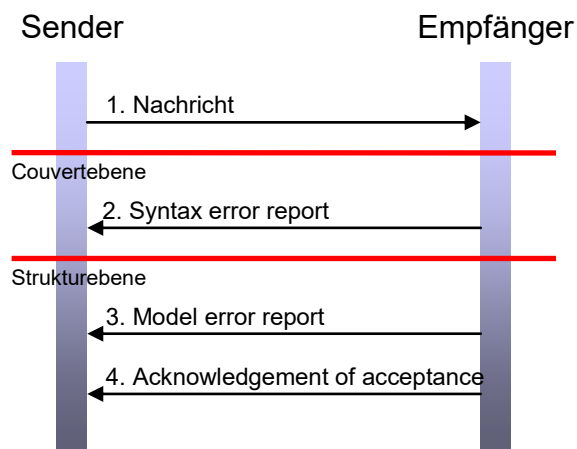 Sender
Empfänger
1. Nachricht
Couvertebene
2. Syntax error report
Strukturebene
3. Model error report
4. Acknowledgement of acceptance